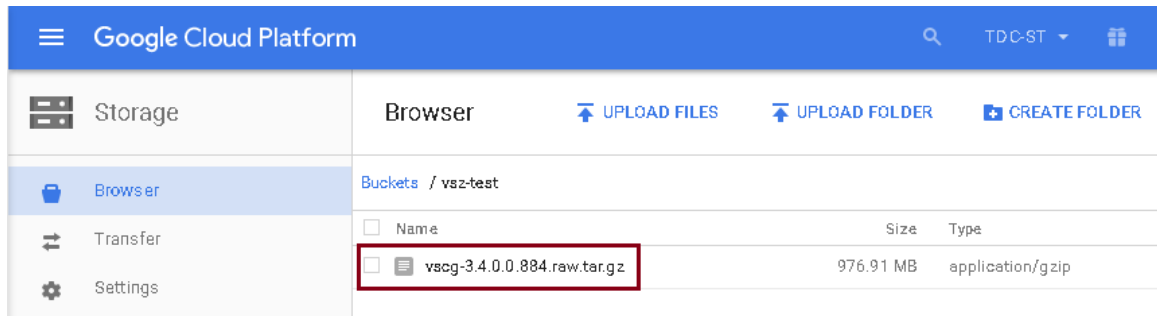 Google Cloud Platform TDC-ST
Storage Browser UPLOAD FILES UPLOAD FOLDER CREATE FOLDER
Browser Buckets / vsz-test
Transfer Name Size Type
vscg-3.4.0.0.884.raw.tar.gz 976.91 MB application/gzip
Settings